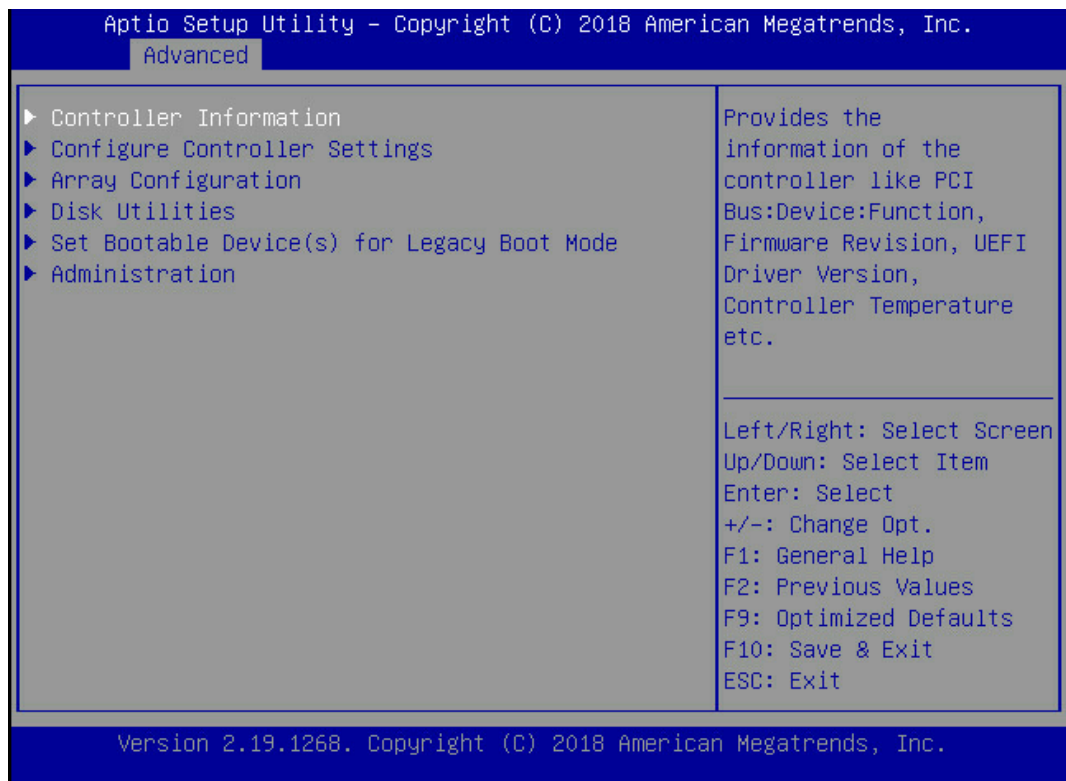 Aptio Setup Utility – Copyright (C) 2018 American Megatrends, Inc.
Advanced
Controller Information
Configure Controller Settings
Array Configuration
Disk Utilities
Set Bootable Device(s) for Legacy Boot Mode
Administration
Provides the
information of the
controller like PCI
Bus:Device:Function,
Firmware Revision, UEFI
Driver Version,
Controller Temperature
etc.
Left/Right: Select Screen
Up/Down: Select Item
Enter: Select
+/-: Change Opt.
F1: General Help
F2: Previous Values
F9: Optimized Defaults
F10: Save & Exit
ESC: Exit
Version 2.19.1268. Copyright (C) 2018 American Megatrends, Inc.